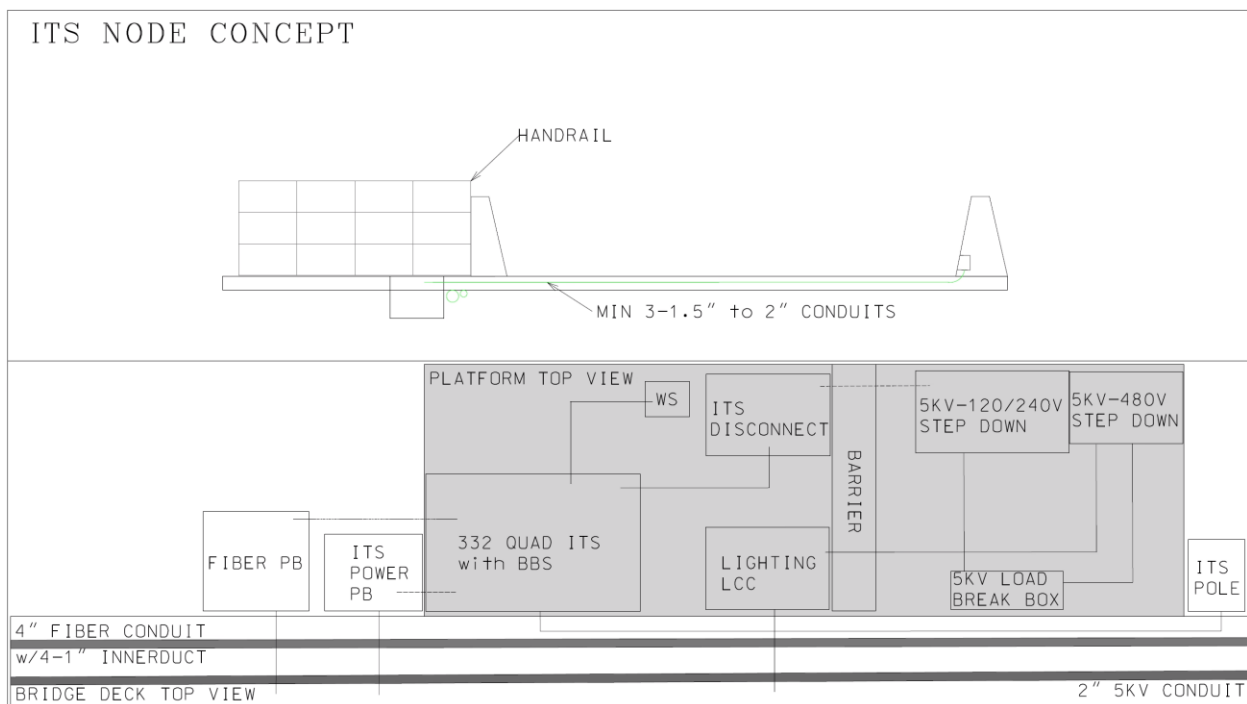 ITS NODE CONCEPT
HANDRAIL
MIN 3-1.5" to 2" CONDUITS
PLATFORM TOP VIEW
WS
ITS
DISCONNECT
5KV-120/240V
STEP DOWN
5KV-480V
STEP DOWN
BARRIER
FIBER PB
ITS
POWER
PB
332 QUAD ITS
with BBS
LIGHTING
LCC
5KV LOAD
BREAK BOX
ITS
POLE
4" FIBER CONDUIT
w/4-1" INNERDUCT
BRIDGE DECK TOP VIEW
2" 5KV CONDUIT